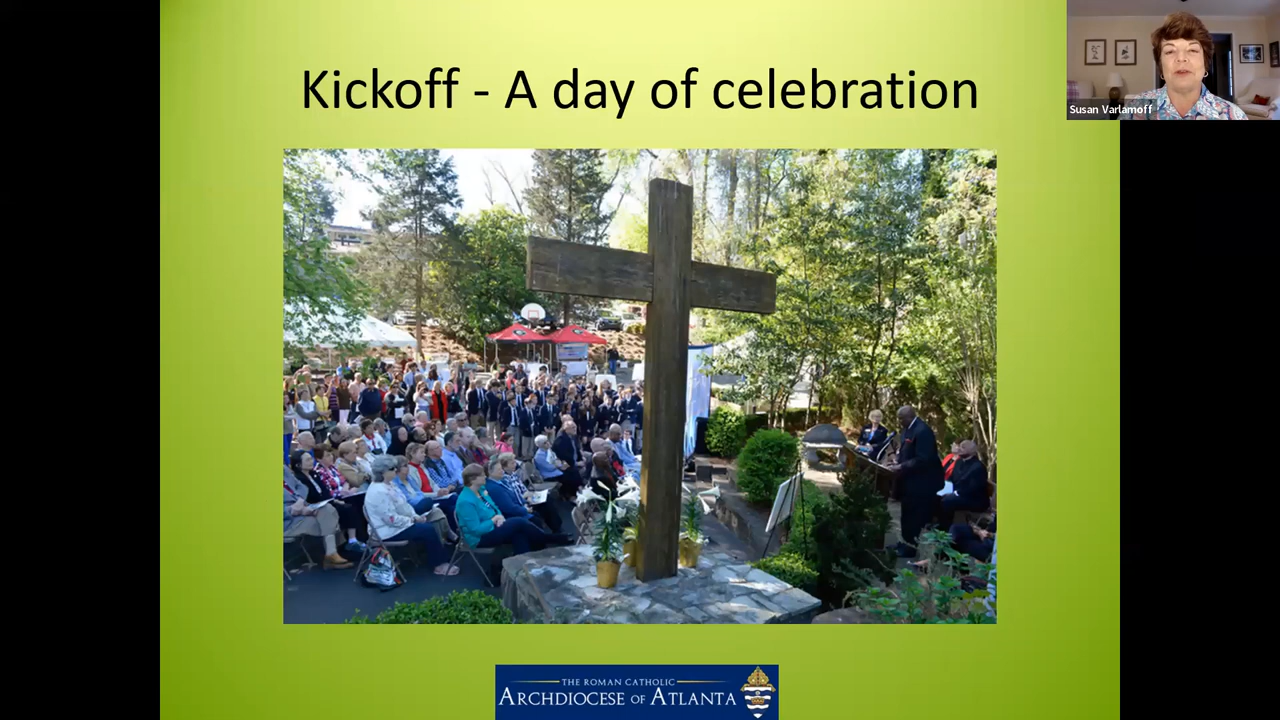 Kickoff - A day of celebration
Susan Varlamoff
THE ROMAN CATHOLIC
ARCHDIOCESE OF ATLANTA